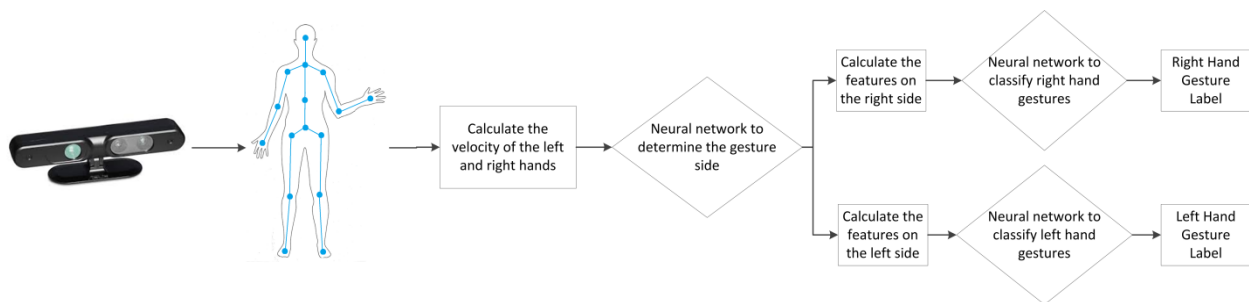 Calculate the
velocity of the left
and right hands
Neural network to
determine the gesture
side
Calculate the
features on
the right side
Neural network to
classify right hand
gestures
Right Hand
Gesture
Label
Calculate the
features on
the left side
Neural network to
classify left hand
gestures
Left Hand
Gesture
Label